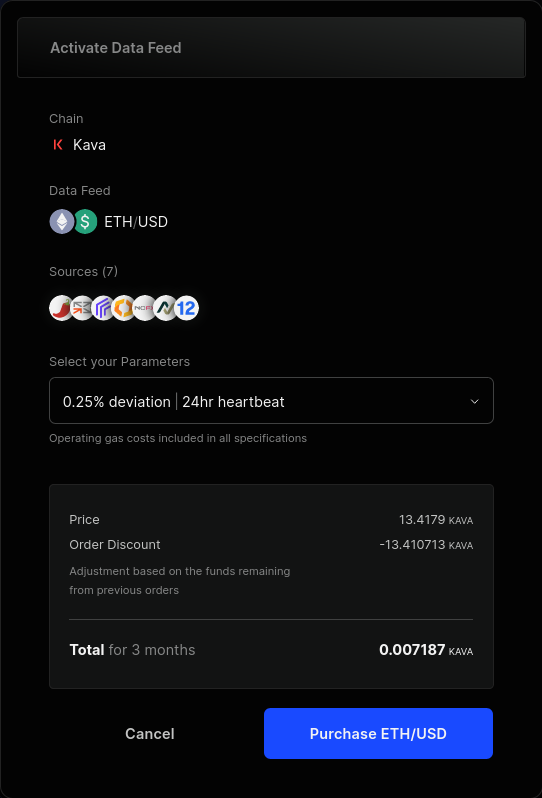 Activate Data Feed
Chain
Kava
Data Feed
ETH/USD
Sources (7)
12
Select your Parameters
0.25% deviation | 24hr heartbeat
Operating gas costs included in all specifications
Price 13.4179 KAVA
Order Discount -13.410713 KAVA
Adjustment based on the funds remaining
from previous orders
Total for 3 months 0.007187 KAVA
Cancel Purchase ETH/USD